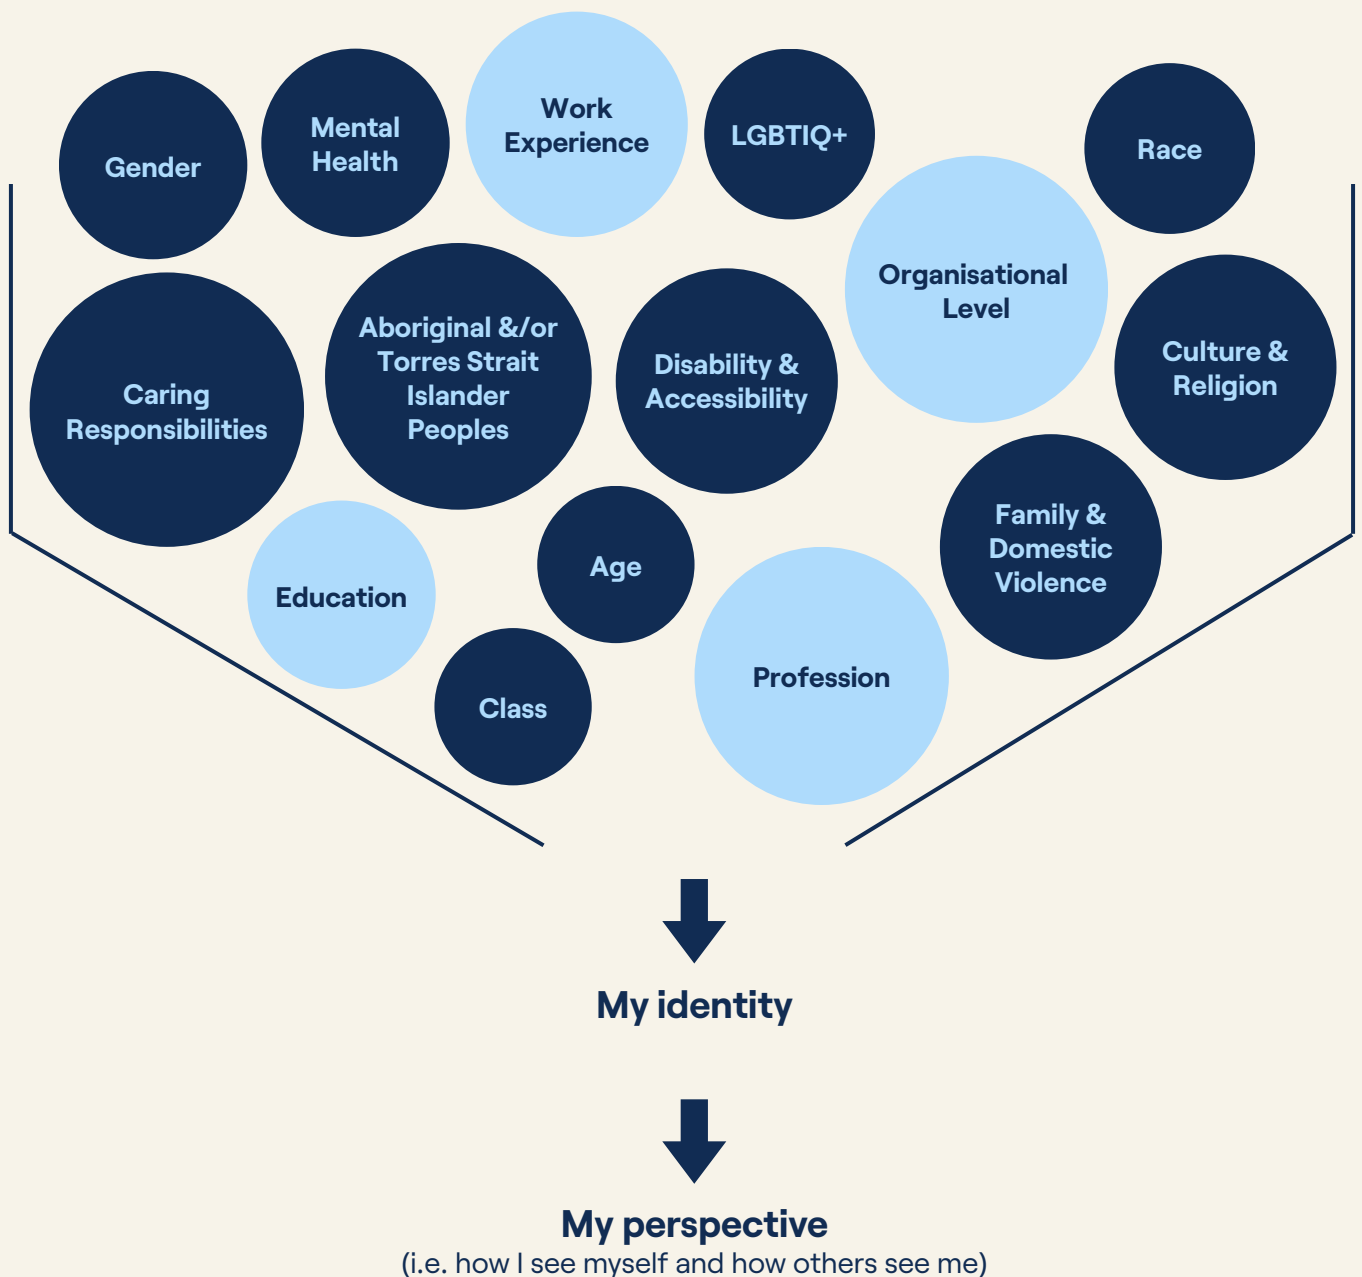 Gender
Mental
Health
Work
Experience
LGBTIQ+
Race
Organisational
Level
Caring
Responsibilities
Aboriginal &/or
Torres Strait
Islander
Peoples
Disability &
Accessibility
Culture &
Religion
Education
Age
Family &
Domestic
Violence
Class
Profession
My identity
My perspective
(i.e. how I see myself and how others see me)